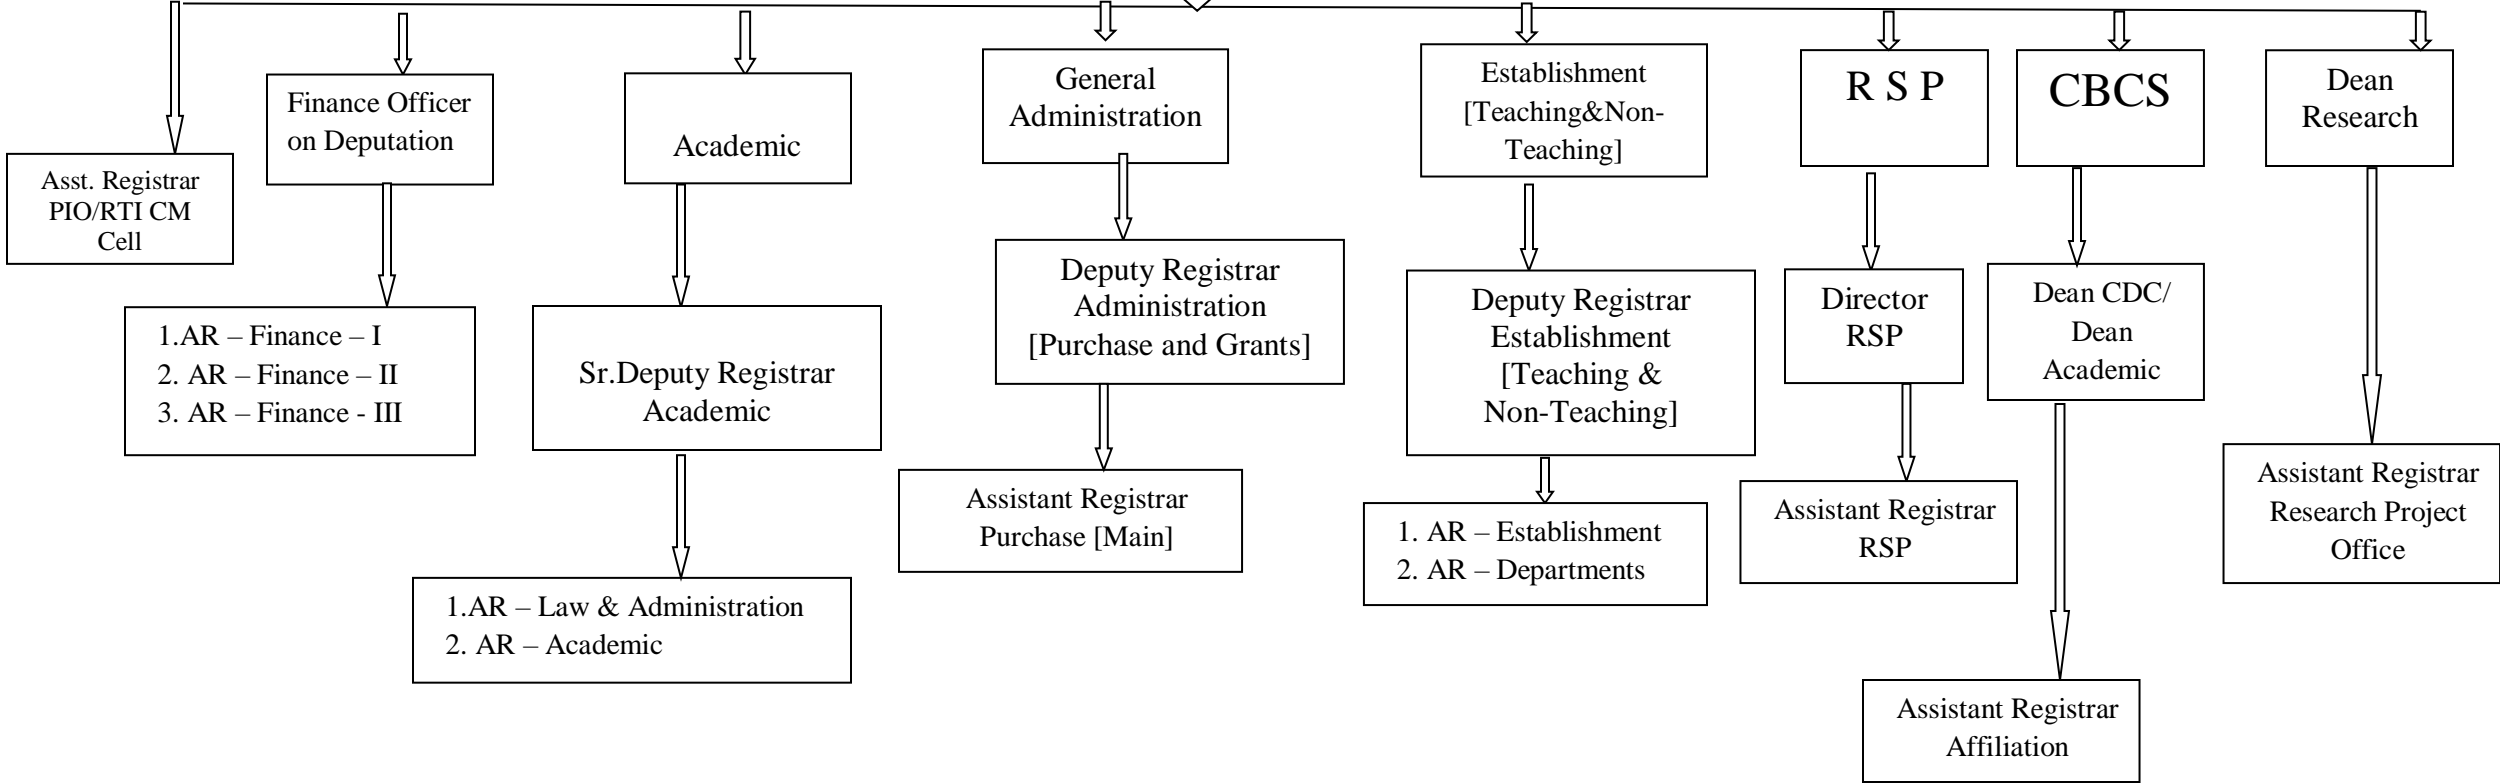 Asst. Registrar
PIO/RTI CM
Cell
Finance Officer
on Deputation
1.AR – Finance – I
2. AR – Finance – II
3. AR – Finance - III
Academic
Sr.Deputy Registrar
Academic
1.AR – Law & Administration
2. AR – Academic
General
Administration
Deputy Registrar
Administration
[Purchase and Grants]
Assistant Registrar
Purchase [Main]
Establishment
[Teaching&Non-
Teaching]
Deputy Registrar
Establishment
[Teaching &
Non-Teaching]
1. AR – Establishment
2. AR – Departments
R S P
Director
RSP
Assistant Registrar
RSP
CBCS
Dean CDC/
Dean
Academic
Assistant Registrar
Affiliation
Dean
Research
Assistant Registrar
Research Project
Office